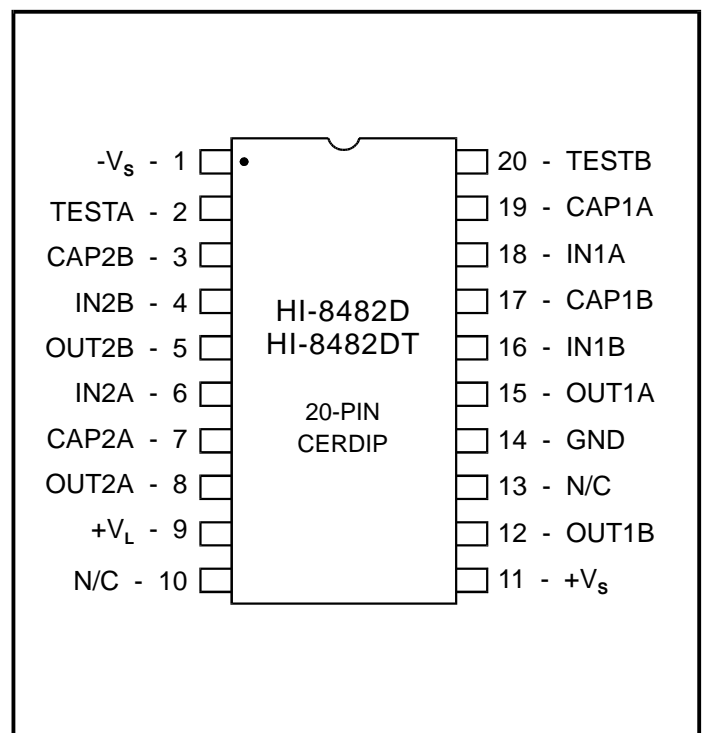 -VS - 1
TESTA - 2
CAP2B - 3
IN2B - 4
OUT2B - 5
IN2A - 6
CAP2A - 7
OUT2A - 8
+VL - 9
N/C - 10
HI-8482D
HI-8482DT
20-PIN
CERDIP
20 - TESTB
19 - CAP1A
18 - IN1A
17 - CAP1B
16 - IN1B
15 - OUT1A
14 - GND
13 - N/C
12 - OUT1B
11 - +VS